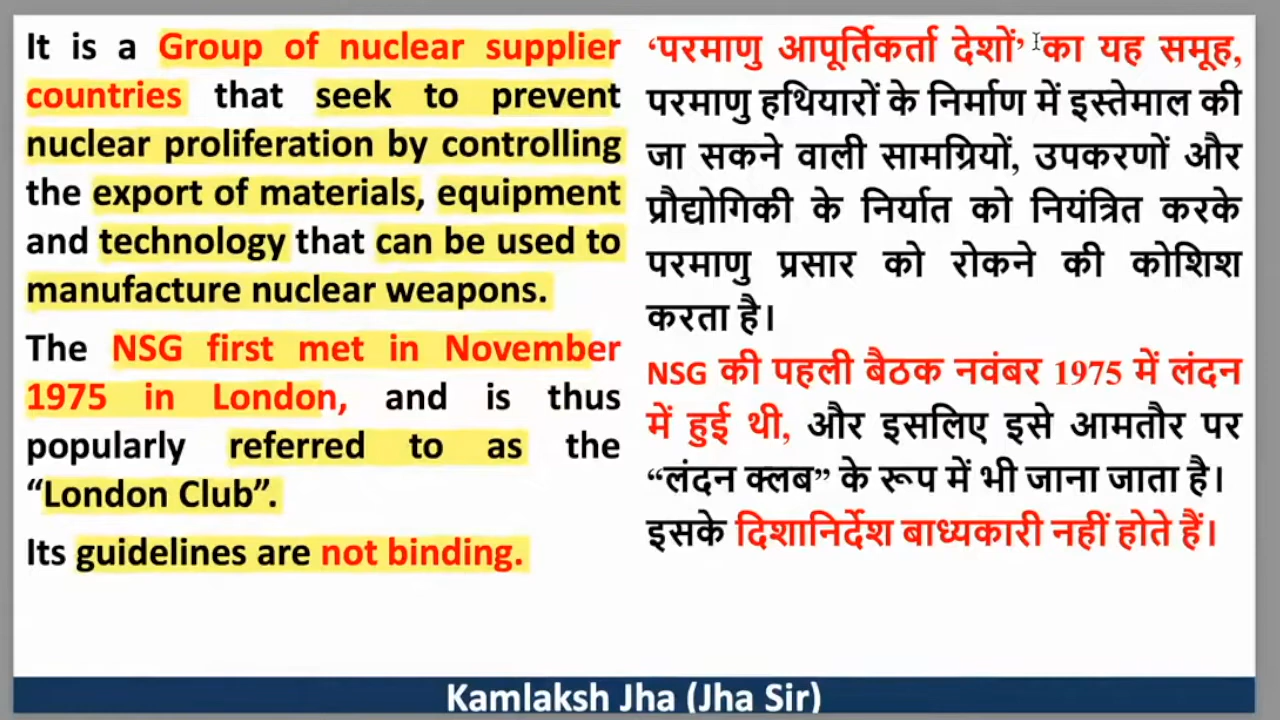 It is a Group of nuclear supplier
countries that seek to prevent
nuclear proliferation by controlling
the export of materials, equipment
and technology that can be used to
manufacture nuclear weapons.
The NSG first met in November
1975 in London, and is thus
popularly referred to as the
“London Club”.
Its guidelines are not binding.
‘परमाणु आपूर्तिकर्ता देशों’ का यह समूह,
परमाणु हथियारों के निर्माण में इस्तेमाल की
जा सकने वाली सामग्रियों, उपकरणों और
प्रौद्योगिकी के निर्यात को नियंत्रित करके
परमाणु प्रसार को रोकने की कोशिश
करता है।
NSG की पहली बैठक नवंबर 1975 में लंदन
में हुई थी, और इसलिए इसे आमतौर पर
“लंदन क्लब” के रूप में भी जाना जाता है।
इसके दिशानिर्देश बाध्यकारी नहीं होते हैं।
Kamlaksh Jha (Jha Sir)